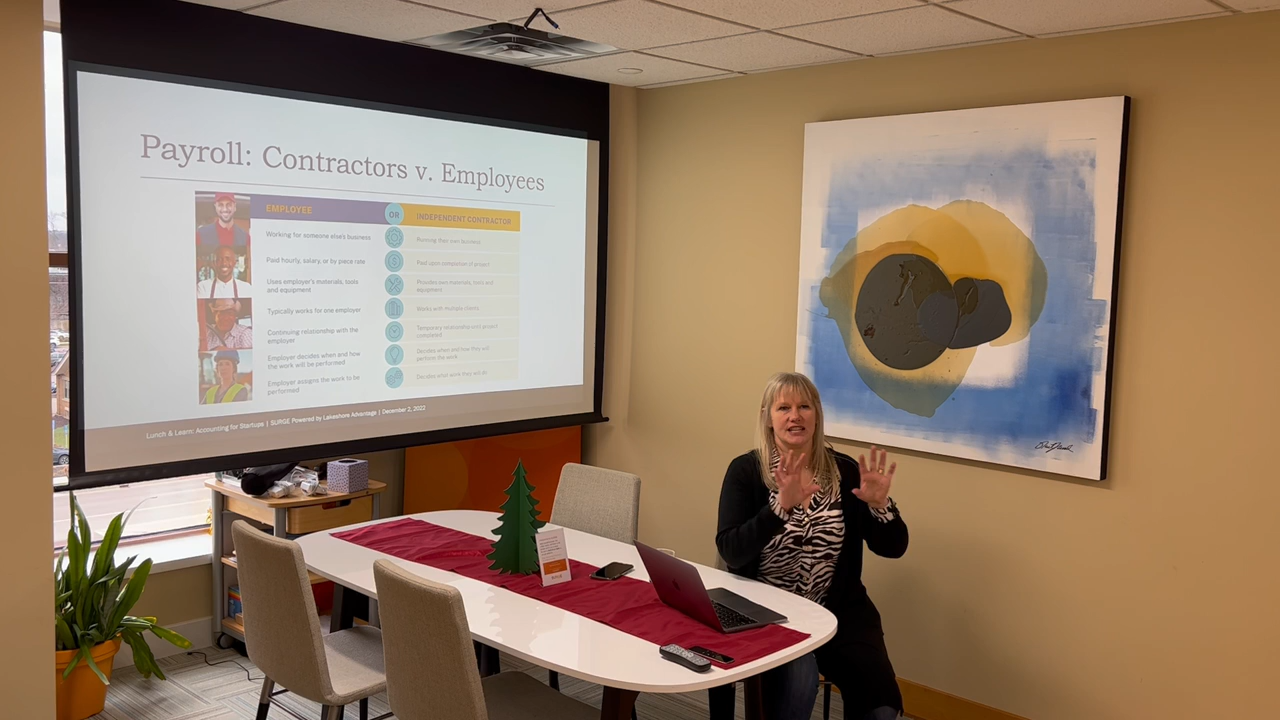 Payroll: Contractors v. Employees
EMPLOYEE
OR
INDEPENDENT CONTRACTOR
Working for someone else's business
Running their own business
Paid hourly, salary, or by piece rate
Paid upon completion of project
Uses employer's materials, tools
and equipment
Provides own materials, tools and
equipment
Typically works for one employer
Works with multiple clients
Continuing relationship with the
employer
Temporary relationship until project
completed
Employer decides when and how
the work will be performed
Decides when and how they will
perform the work
Employer assigns the work to be
performed
Decides what work they will do
Lunch & Learn: Accounting for Startups | SURGE Powered by Lakeshore Advantage | December 2, 2022